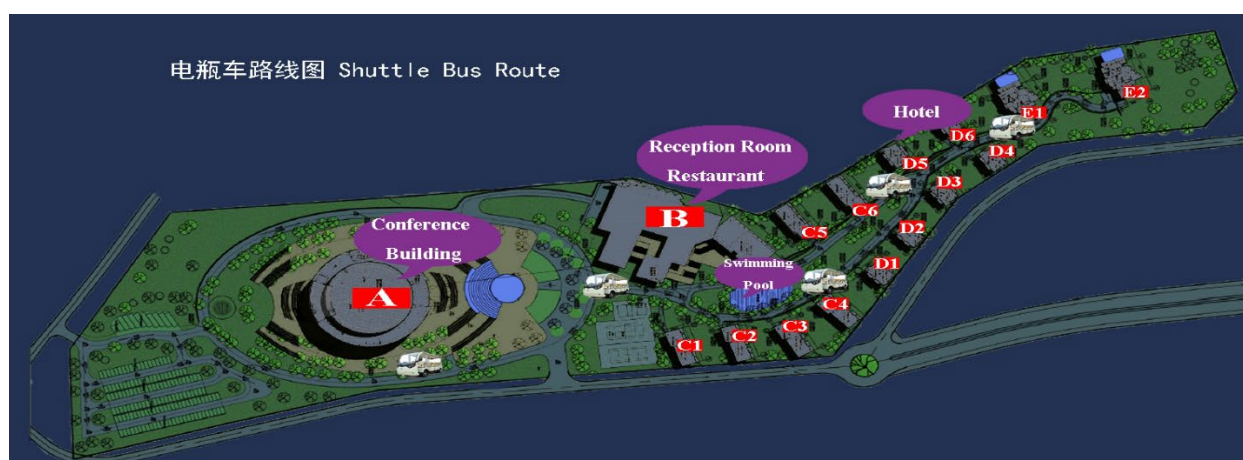 电瓶车路线图 Shuttle Bus Route
E2
E1
Hotel
D6
D4
Reception Room
Restaurant
D5
D3
B
C6
C5
D2
Conference
Building
Swimming
Pool
D1
A
C4
C3
C2
C1